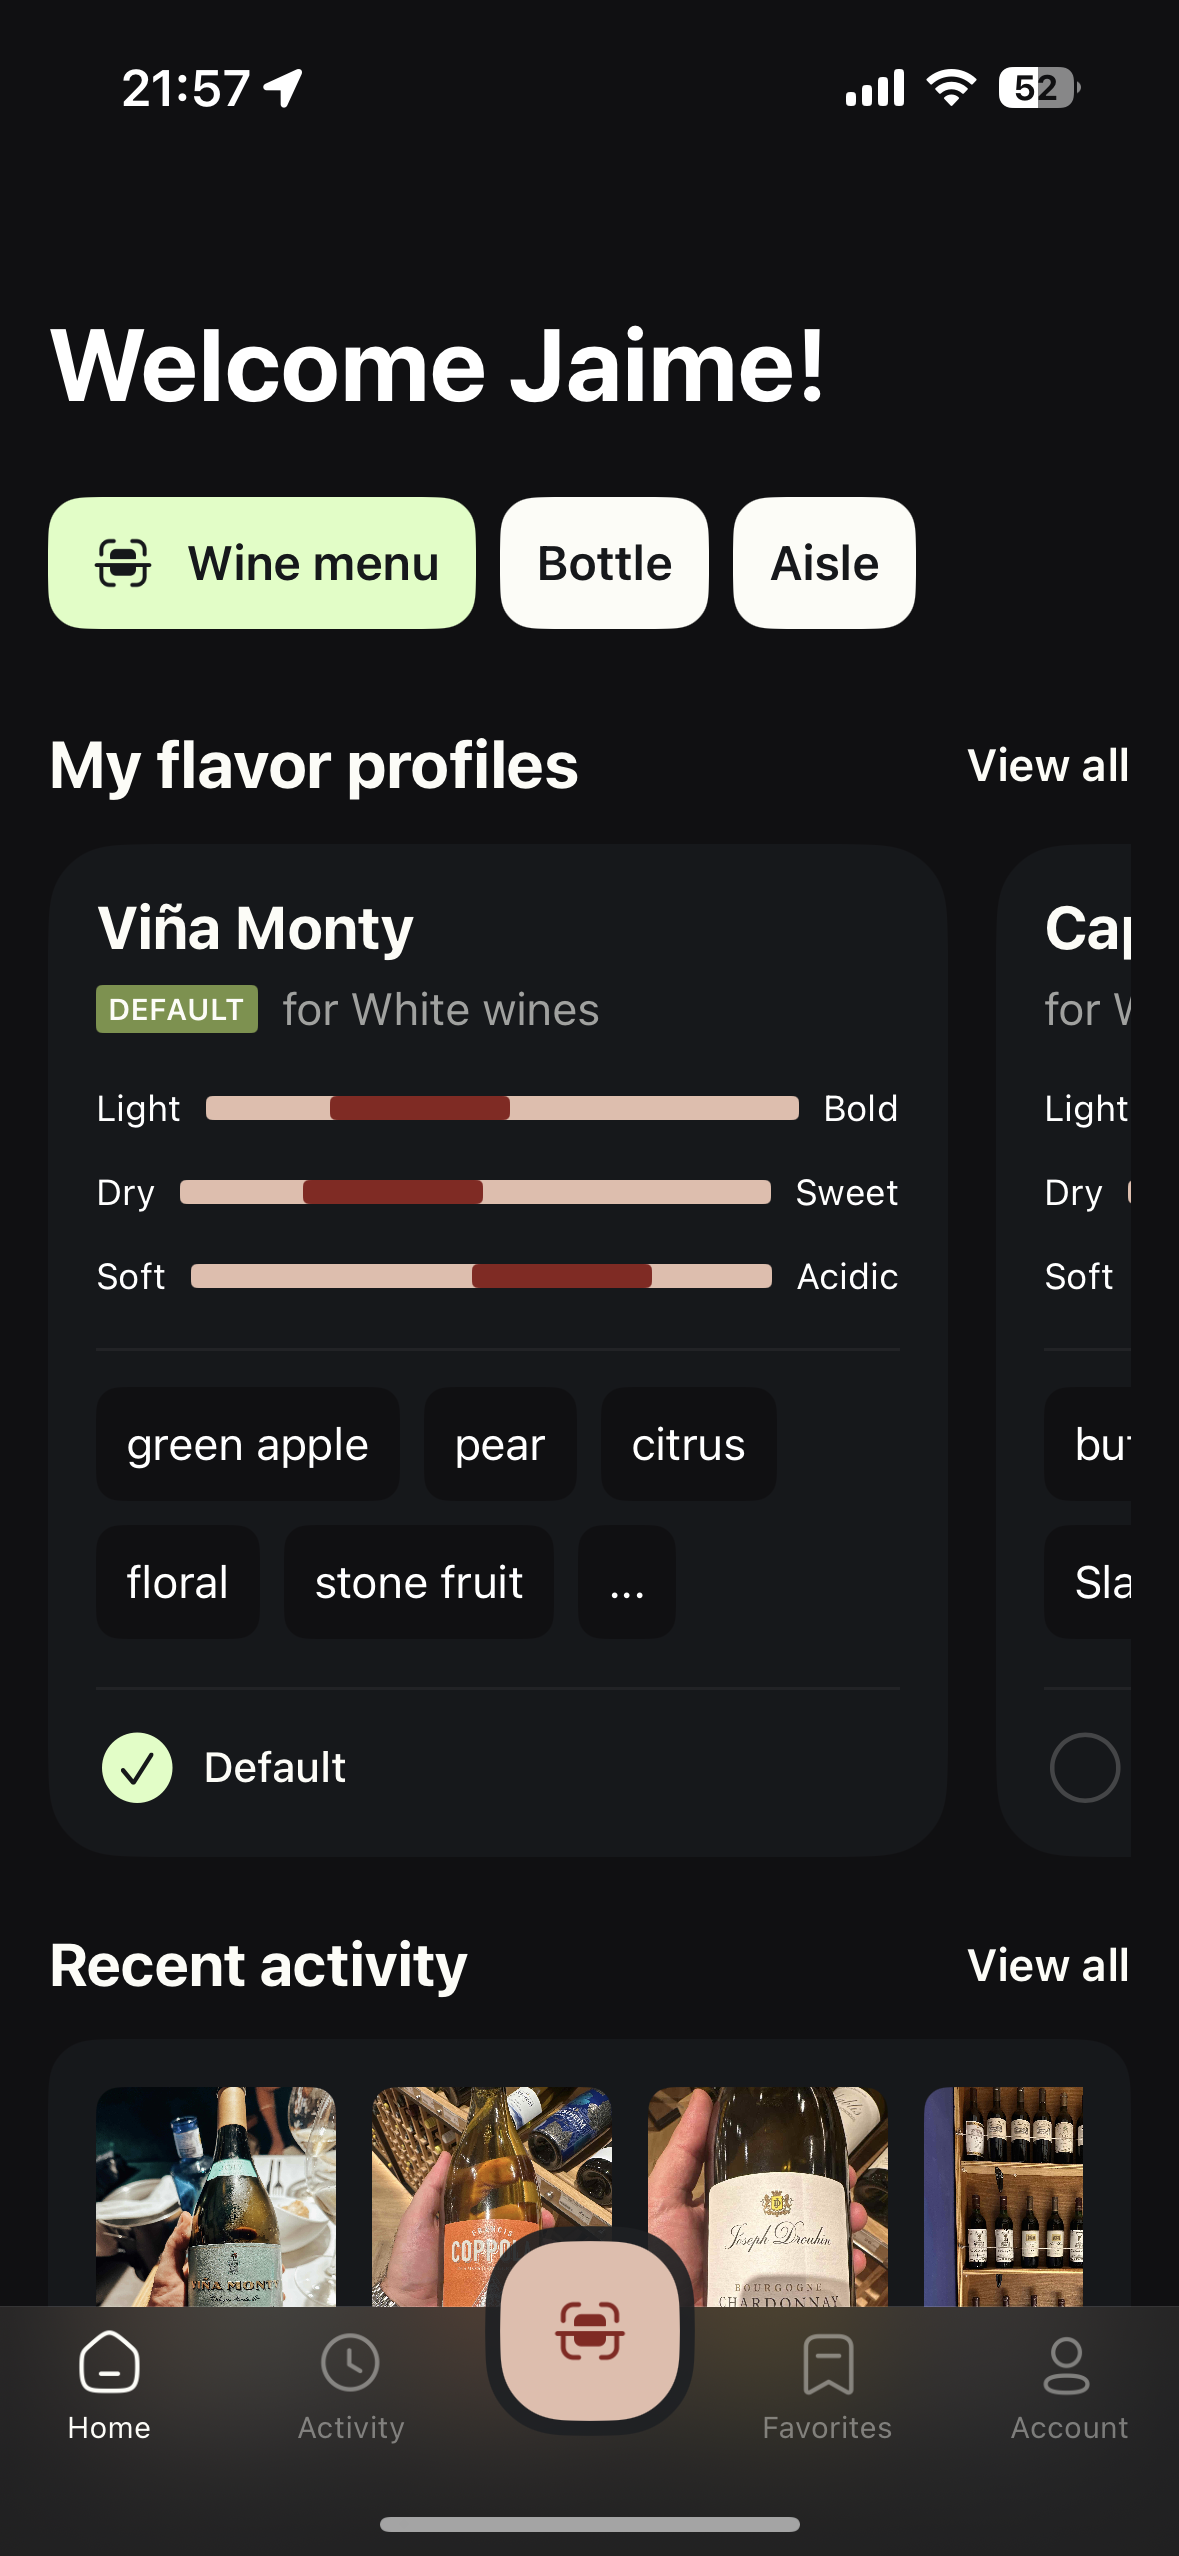 21:57
52
Welcome Jaime!
Wine menu
Bottle
Aisle
My flavor profiles
View all
Viña Monty
DEFAULT for White wines
Light Bold
Dry Sweet
Soft Acidic
green apple
pear
citrus
floral
stone fruit
...
Default
Light
Dry
Soft
Recent activity
View all
FRANCIS
Joseph Drouhin
BOURGOGNE
CHARDONNAY
Home
Activity
Favorites
Account